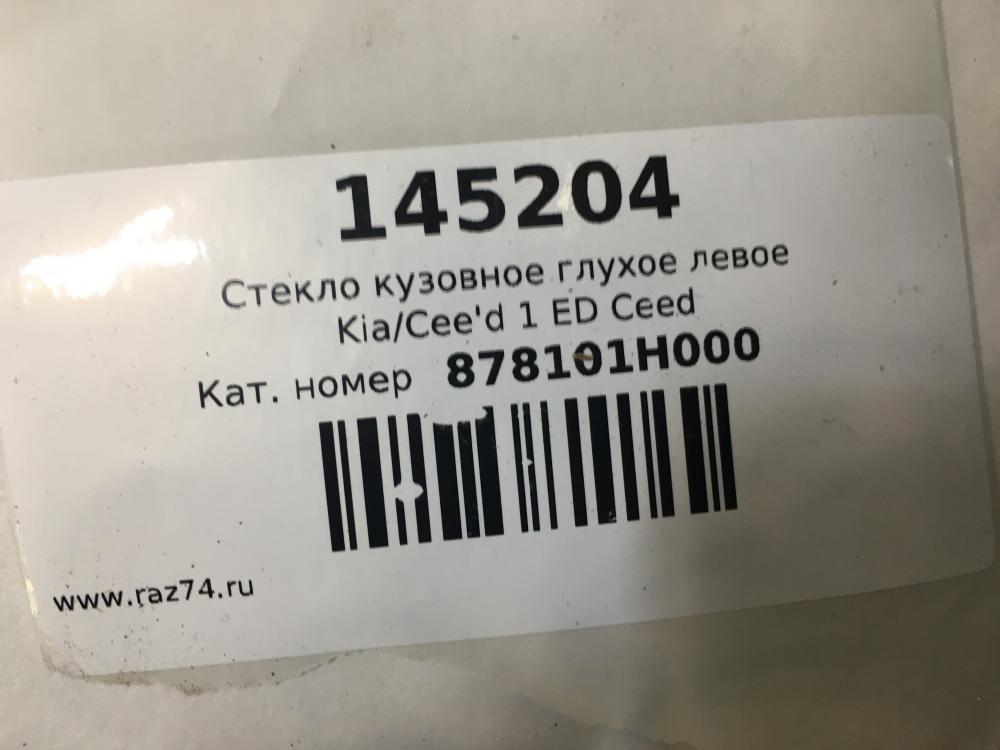 145204
Стекло кузовное глухое левое
Kia/Cee'd 1 ED Ceed
Кат. номер 878101H000
www.raz74.ru